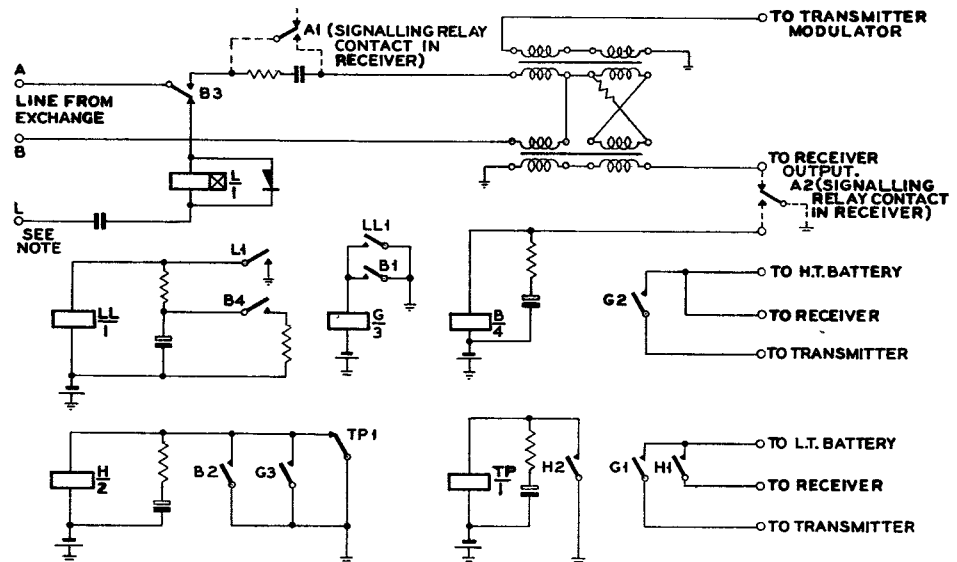 A1 (SIGNALLING RELAY
CONTACT IN
RECEIVER)
TO TRANSMITTER
MODULATOR
A
LINE FROM
EXCHANGE
B
B3
L
1
L
SEE
NOTE
TO RECEIVER
OUTPUT.
A2 (SIGNALLING
RELAY CONTACT
IN RECEIVER)
L1
B4
LL
1
LL1
B1
G
3
B
4
G2
TO H.T. BATTERY
TO RECEIVER
TO TRANSMITTER
H
2
B2
G3
TP1
TP
1
H2
G1
H1
TO L.T. BATTERY
TO RECEIVER
TO TRANSMITTER